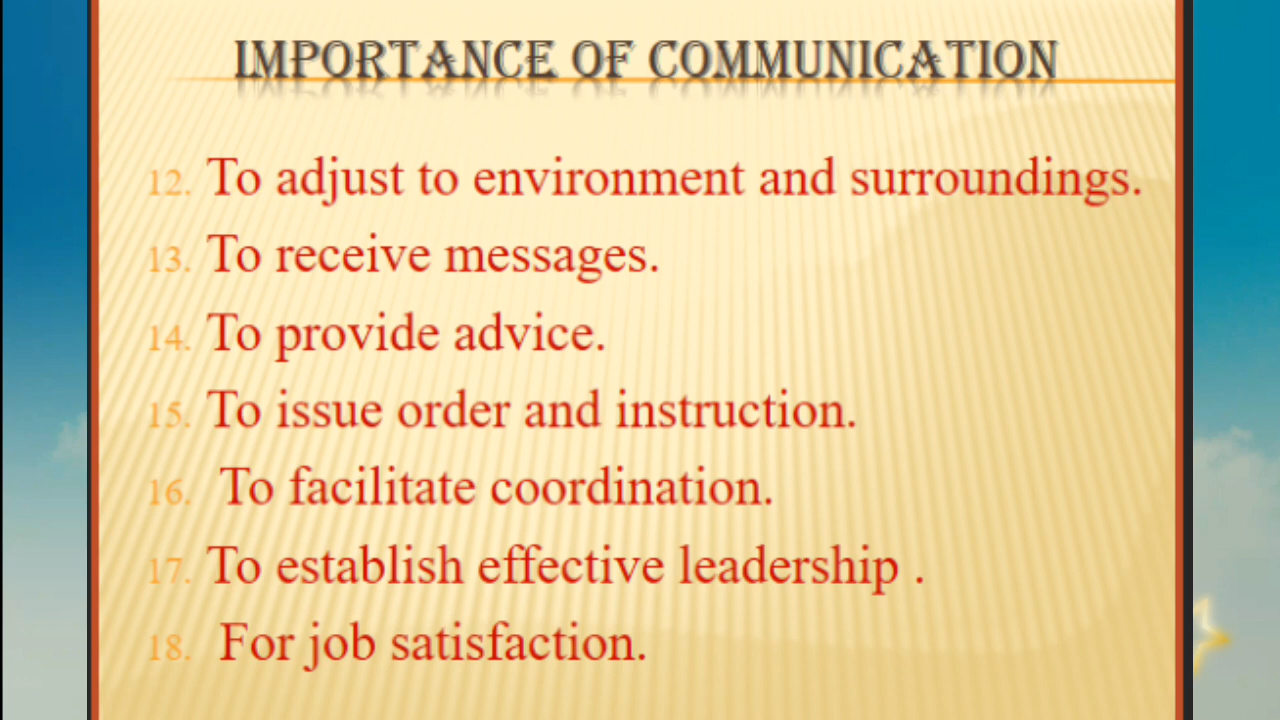 IMPORTANCE OF COMMUNICATION
12. To adjust to environment and surroundings.
13. To receive messages.
14. To provide advice.
15. To issue order and instruction.
16. To facilitate coordination.
17. To establish effective leadership .
18. For job satisfaction.